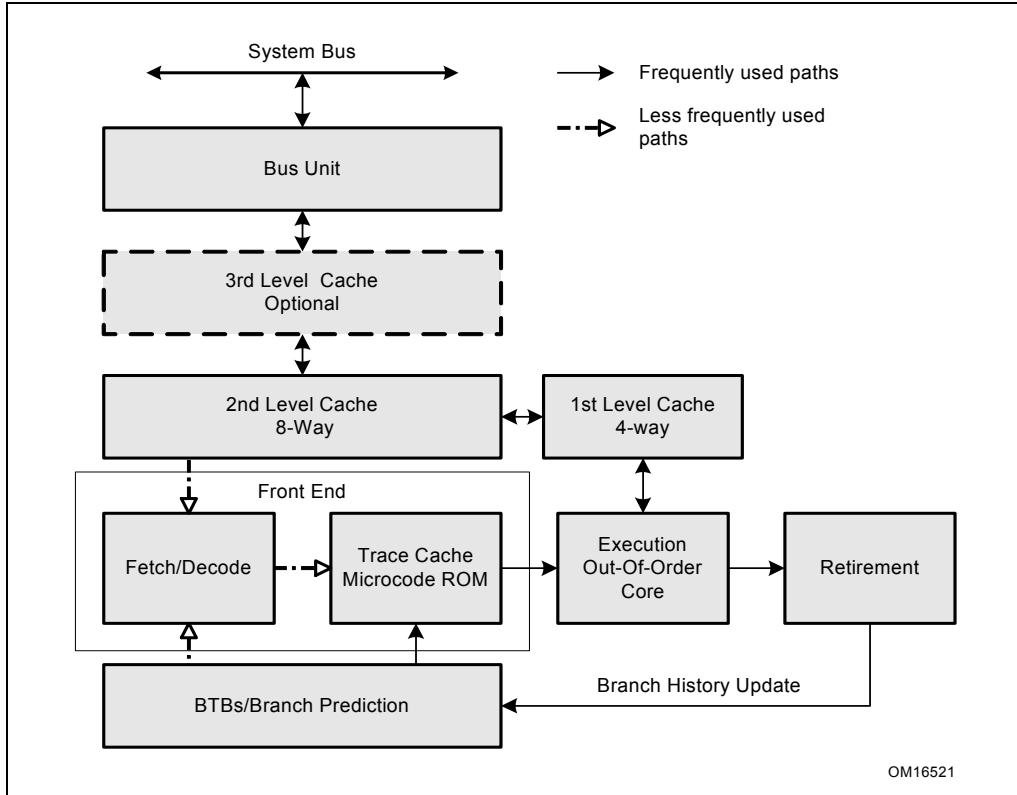 System Bus
Frequently used paths
Less frequently used
paths
Bus Unit
3rd Level Cache
Optional
2nd Level Cache
8-Way
1st Level Cache
4-way
Front End
Fetch/Decode
Trace Cache
Microcode ROM
Execution
Out-Of-Order
Core
Retirement
BTBs/Branch Prediction
Branch History Update
OM16521